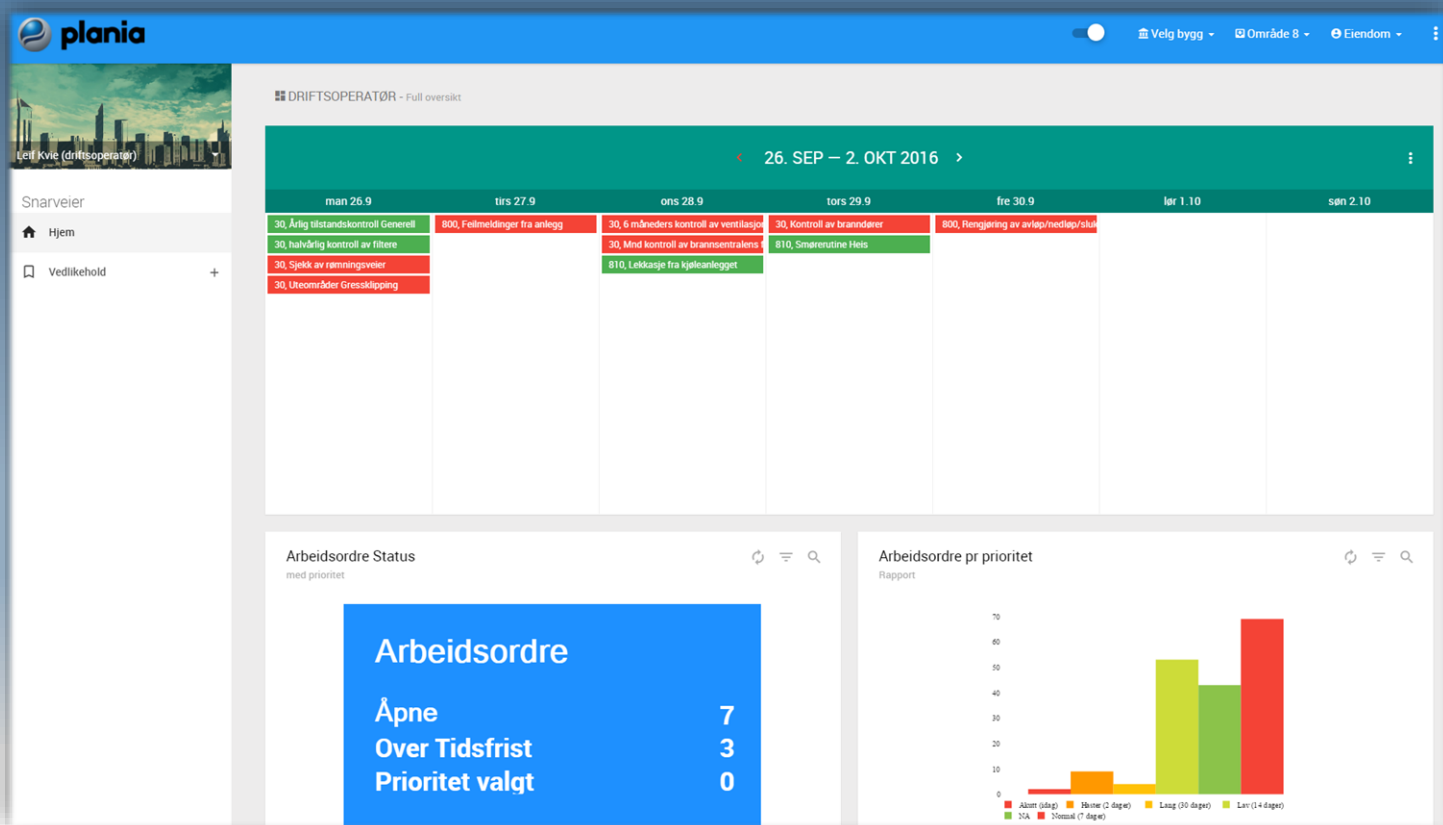 plania
Velg bygg
Område 8
Eiendom
Leif Kvie (driftsoperatør)
Snarveier
Hjem
Vedlikehold
+
DRIFTSOPERATØR - Full oversikt
26. SEP — 2. OKT 2016
man 26.9
tirs 27.9
ons 28.9
tors 29.9
fre 30.9
lør 1.10
søn 2.10
30, Årlig tilstandskontroll Generell
800, Feilmeldinger fra anlegg
30, 6 måneders kontroll av ventilasjon
30, Kontroll av branndører
800, Rengjøring av avløp/nedløp/sluk
30, halvårlig kontroll av filtere
30, Mnd kontroll av brannsentralens
810, Smørerutine Heis
30, Sjekk av rømningsveier
810, Lekkasje fra kjøleanlegget
30, Uteområder Gressklipping
Arbeidsordre Status
med prioritet
Arbeidsordre
Åpne 7
Over Tidsfrist 3
Prioritet valgt 0
Arbeidsordre pr prioritet
Rapport
70
60
50
40
30
20
10
0
Akutt (idag) Haster (2 dager) Lang (30 dager) Lav (14 dager)
NA Normal (7 dager)